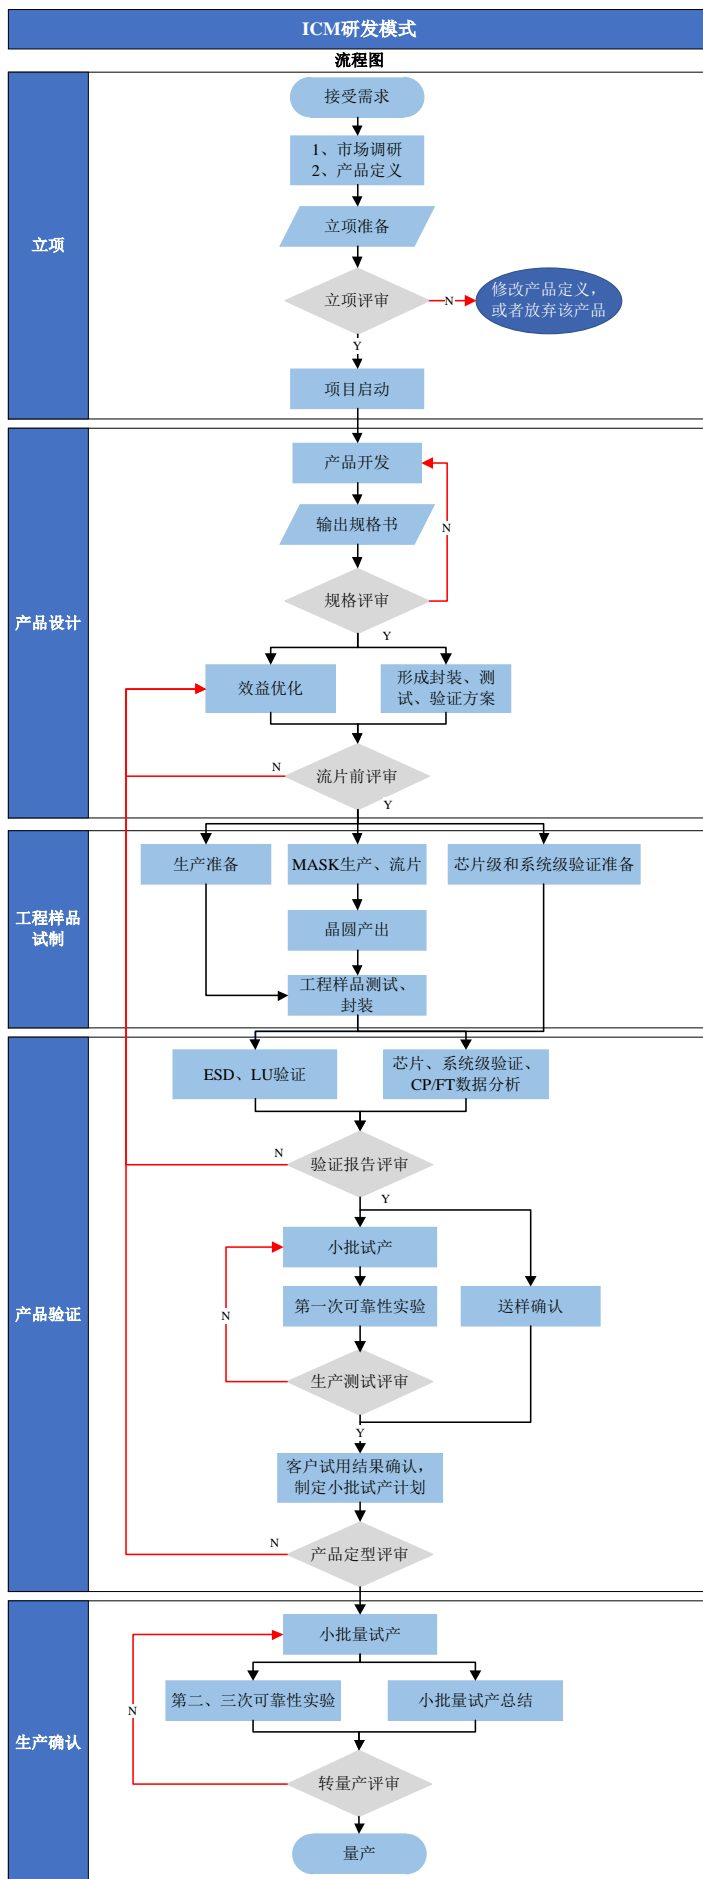 ICM研发模式
流程图
立项
接受需求
1、市场调研
2、产品定义
立项准备
立项评审
N
修改产品定义，
或者放弃该产品
Y
项目启动
产品设计
产品开发
输出规格书
N
规格评审
Y
效益优化
形成封装、测
试、验证方案
N
流片前评审
Y
工程样品
试制
生产准备
MASK生产、流片
芯片级和系统级验证准备
晶圆产出
工程样品测试、
封装
产品验证
ESD、LU验证
芯片、系统级验证、
CP/FT数据分析
N
验证报告评审
Y
小批试产
第一次可靠性实验
送样确认
N
生产测试评审
Y
客户试用结果确认，
制定小批试产计划
N
产品定型评审
生产确认
小批量试产
第二、三次可靠性实验
小批量试产总结
N
转量产评审
量产